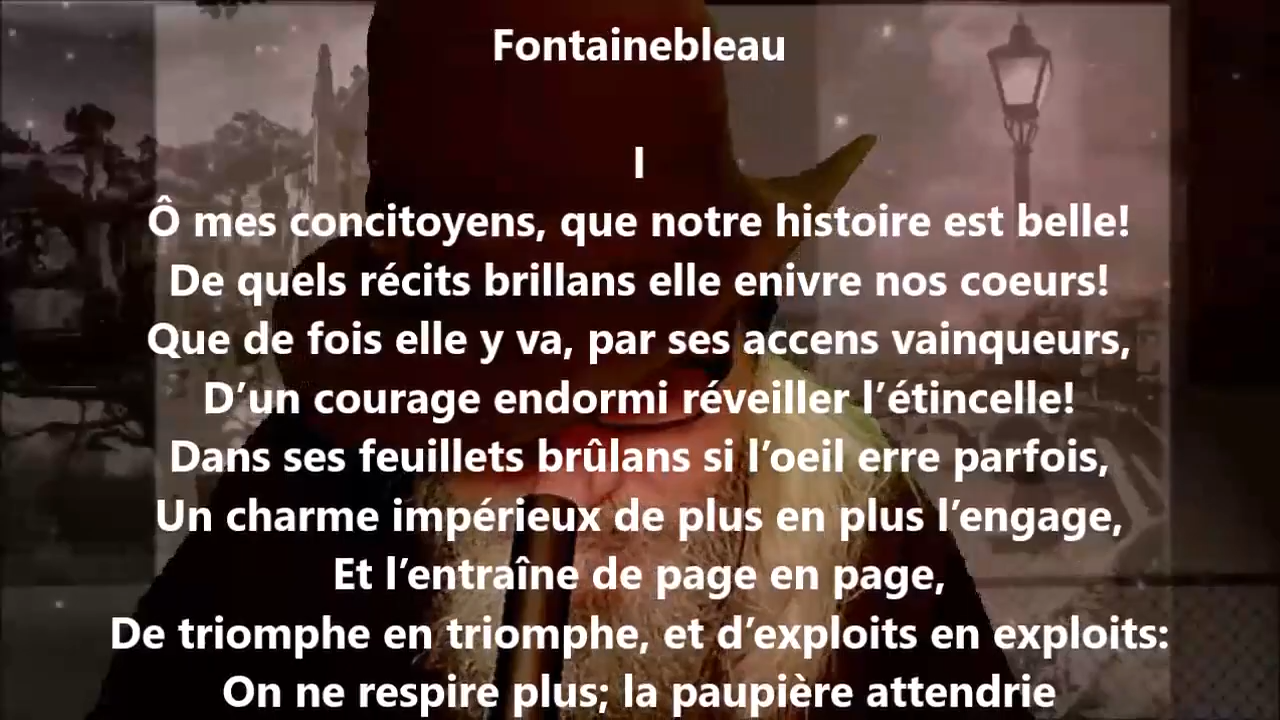 Fontainebleau
I
Ô mes concitoyens, que notre histoire est belle!
De quels récits brillans elle enivre nos coeurs!
Que de fois elle y va, par ses accens vainqueurs,
D’un courage endormi réveiller l’étincelle!
Dans ses feuillets brûlans si l’oeil erre parfois,
Un charme impérieux de plus en plus l’engage,
Et l’entraîne de page en page,
De triomphe en triomphe, et d’exploits en exploits:
On ne respire plus; la paupière attendrie